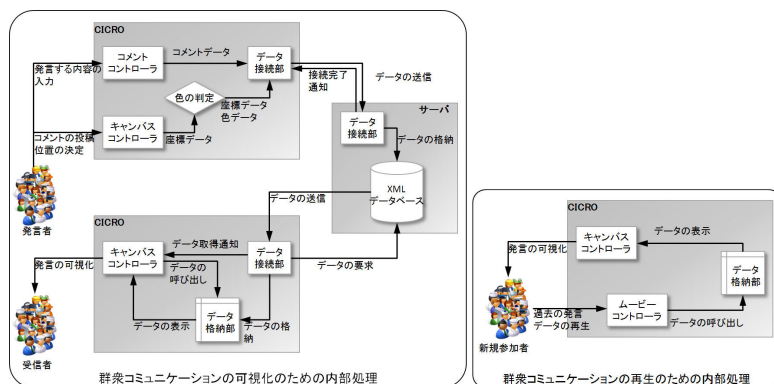 CICRO
コメント
コントローラ
コメントデータ
データ
接続部
発言する内容の
入力
接続完了
通知
データの送信
色の判定
座標データ
色データ
サーバ
コメントの投稿
位置の決定
キャンバス
コントローラ
座標データ
データ
接続部
データの格納
発言者
XML
データベース
データの送信
CICRO
発言の可視化
キャンバス
コントローラ
データ取得通知
データ
接続部
データの要求
データの
呼び出し
データ
格納部
データの表示
データの格
納
受信者
群衆コミュニケーションの可視化のための内部処理
CICRO
発言の可視化
キャンバス
コントローラ
データの表示
データ
格納部
過去の発言
データの再生
ムービー
コントローラ
データの呼び出し
新規参加者
群衆コミュニケーションの再生のための内部処理